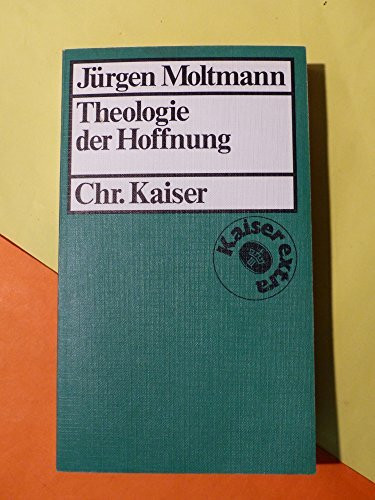 Jürgen Moltmann
Theologie
der Hoffnung
Chr. Kaiser
Kaiser extra